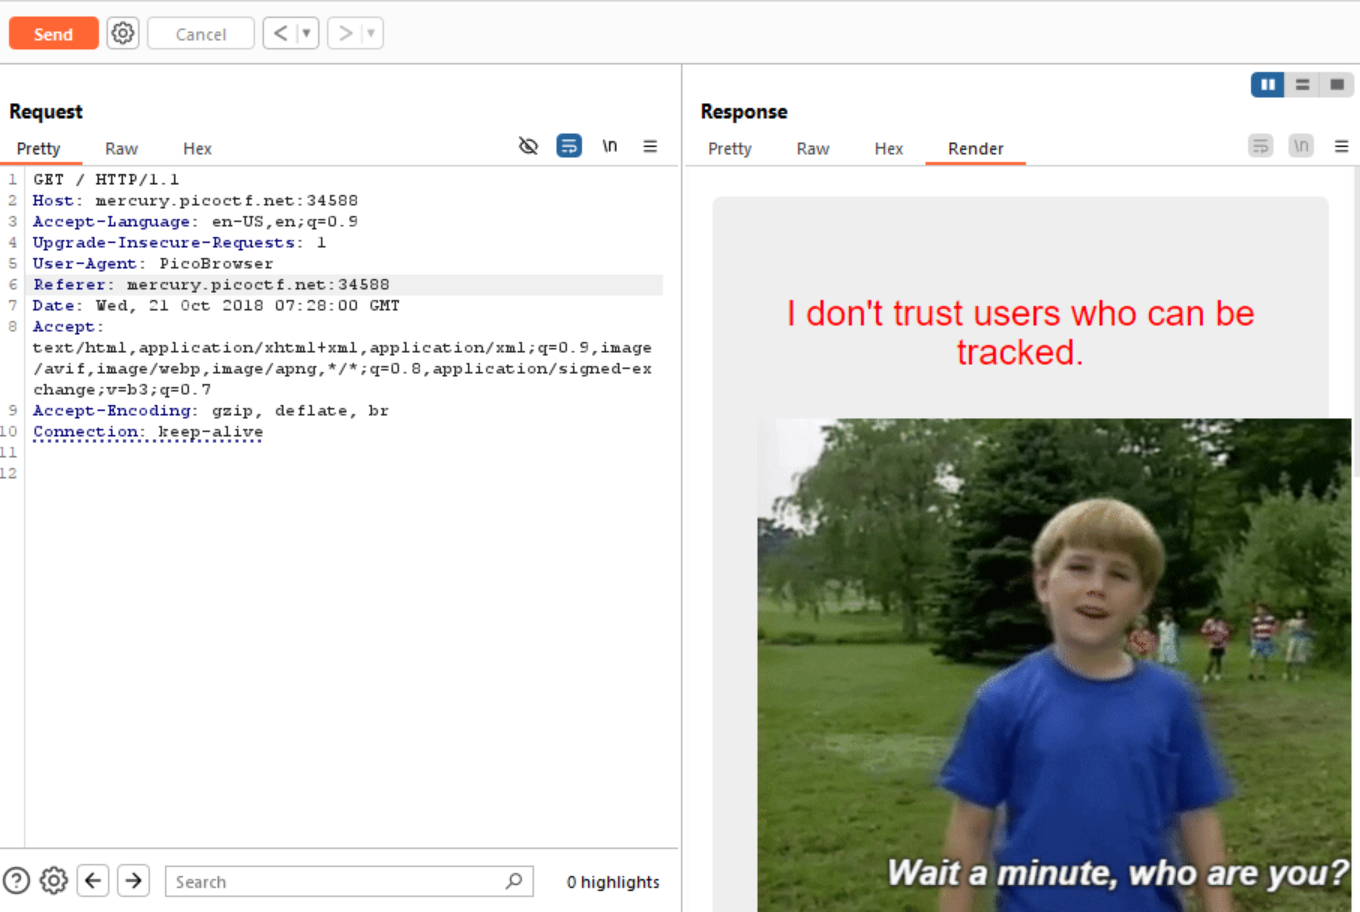 Send
Cancel
< ▼
> ▼
Request
Pretty Raw Hex
\n
1 GET / HTTP/1.1
2 Host: mercury.picoctf.net:34588
3 Accept-Language: en-US,en;q=0.9
4 Upgrade-Insecure-Requests: 1
5 User-Agent: PicoBrowser
6 Referer: mercury.picoctf.net:34588
7 Date: Wed, 21 Oct 2018 07:28:00 GMT
8 Accept:
text/html,application/xhtml+xml,application/xml;q=0.9,image
/avif,image/webp,image/apng,*/*;q=0.8,application/signed-ex
change;v=b3;q=0.7
9 Accept-Encoding: gzip, deflate, br
10 Connection: keep-alive
11
12
? Search 0 highlights
Response
Pretty Raw Hex Render
\n
I don't trust users who can be
tracked.
Wait a minute, who are you?